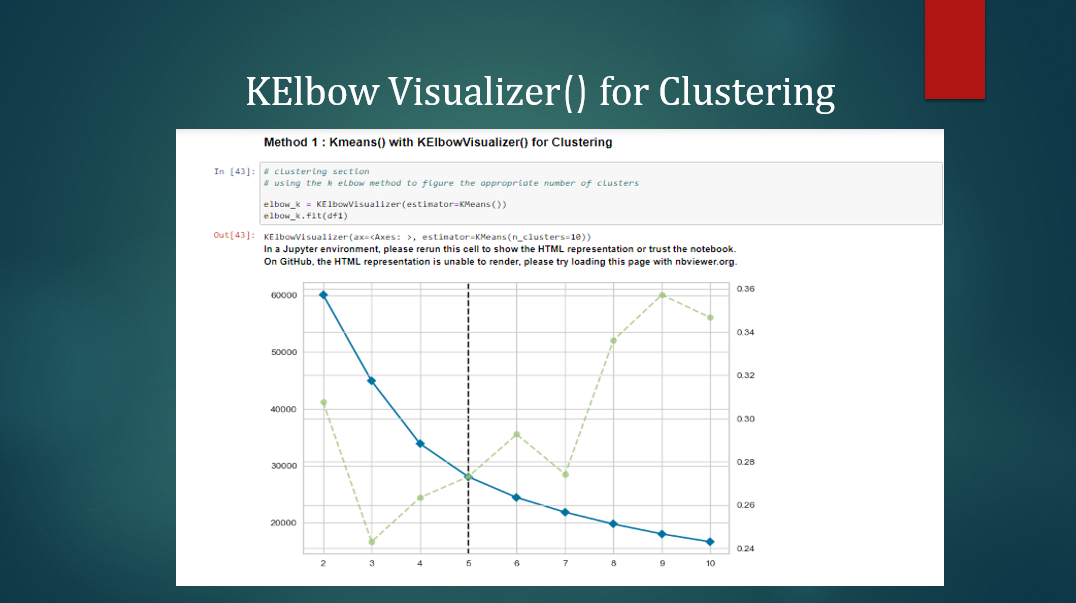 KElbow Visualizer() for Clustering
Method 1 : Kmeans() with KElbowVisualizer() for Clustering
In [43]:
# clustering section
# using the k elbow method to figure the appropriate number of clusters
elbow_k = KElbowVisualizer(estimator=KMeans())
elbow_k.fit(df1)
Out[43]: KElbowVisualizer(ax=<Axes: >, estimator=KMeans(n_clusters=10))
In a Jupyter environment, please rerun this cell to show the HTML representation or trust the notebook.
On GitHub, the HTML representation is unable to render, please try loading this page with nbviewer.org.
60000
50000
40000
30000
20000
0.36
0.34
0.32
0.30
0.28
0.26
0.24
2 3 4 5 6 7 8 9 10